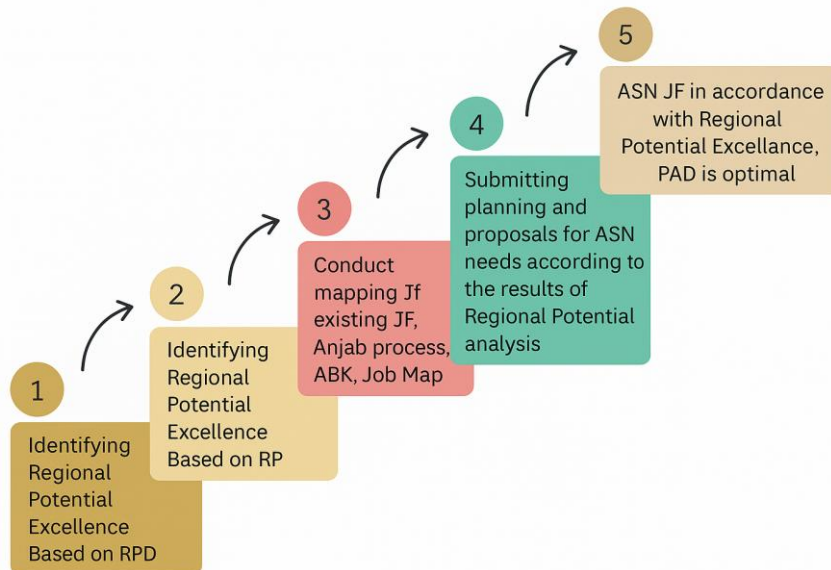 1
Identifying
Regional
Potential
Excellence
Based on RPD
2
Identifying
Regional
Potential
Excellence
Based on RP
3
Conduct
mapping Jf
existing JF,
Anjab process,
ABK, Job Map
4
Submitting
planning and
proposals for ASN
needs according to
the results of
Regional Potential
analysis
5
ASN JF in accordance
with Regional
Potential Excellance,
PAD is optimal